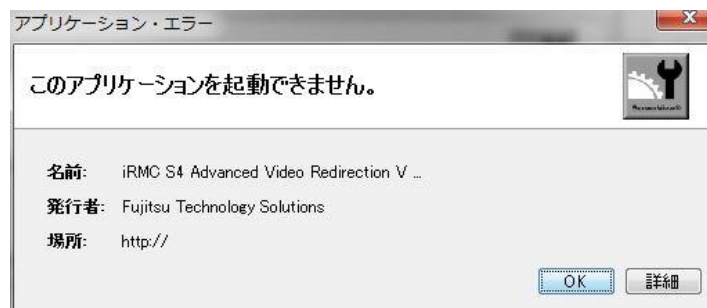 アプリケーション・エラー
このアプリケーションを起動できません。
名前: iRMC S4 Advanced Video Redirection V ...
発行者: Fujitsu Technology Solutions
場所: http://
OK 詳細